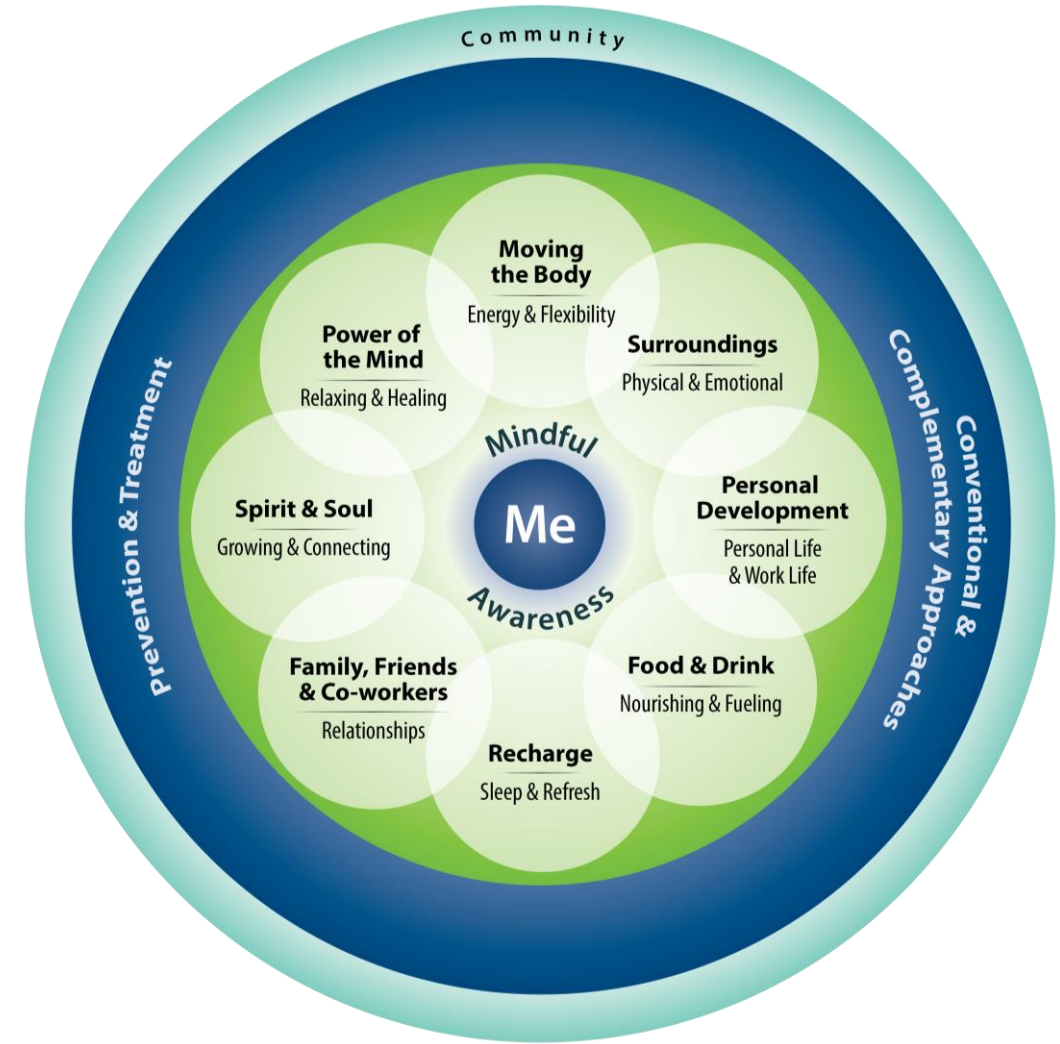 Community
Prevention & Treatment
Conventional &
Complementary Approaches
Moving
the Body
Energy & Flexibility
Surroundings
Physical & Emotional
Personal
Development
Personal Life
& Work Life
Food & Drink
Nourishing & Fueling
Recharge
Sleep & Refresh
Family, Friends
& Co-workers
Relationships
Spirit & Soul
Growing & Connecting
Power of
the Mind
Relaxing & Healing
Mindful
Awareness
Me